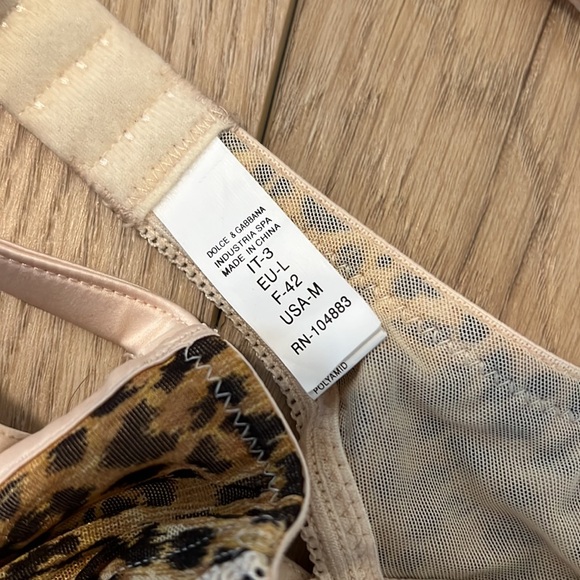 DOLCE & GABBANA
INDUSTRIA SPA
MADE IN CHINA
IT-3
EU-L
F-42
USA-M
RN-104883
POLYAMID